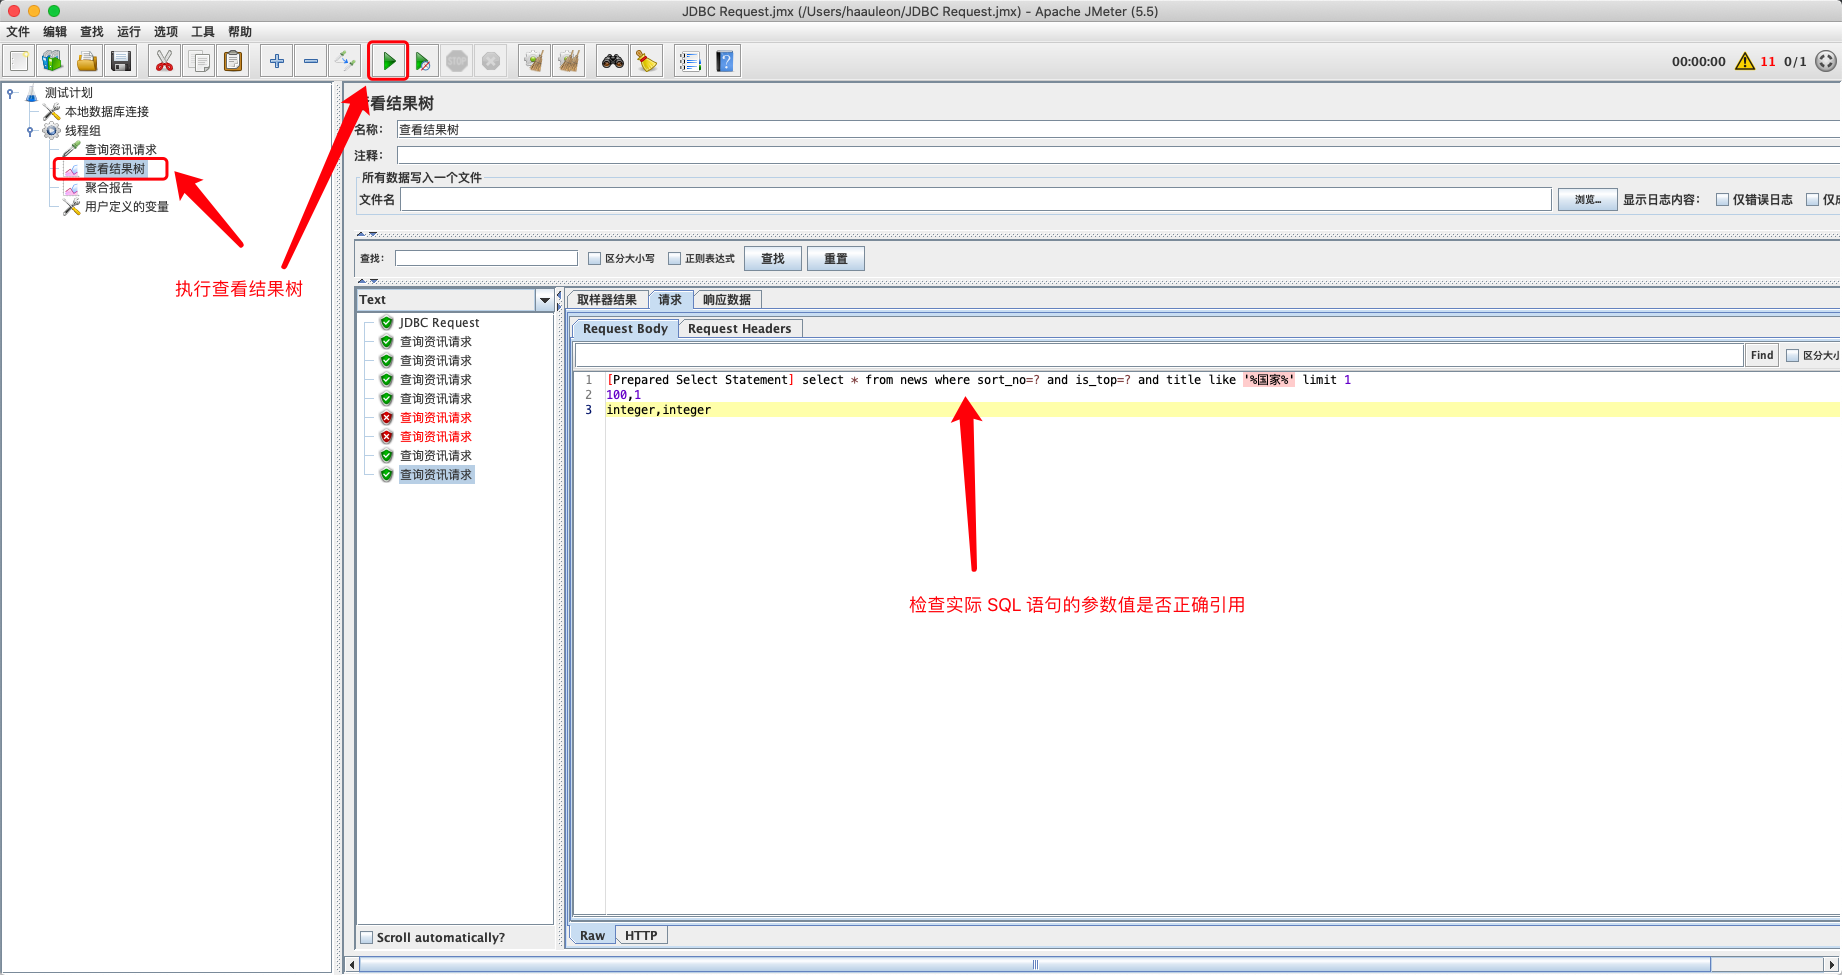 JDBC Request.jmx (/Users/haauleon/JDBC Request.jmx) - Apache JMeter (5.5)
文件 编辑 查找 运行 选项 工具 帮助
STOP
00:00:00 11 0/1
测试计划
本地数据库连接
线程组
查询资讯请求
查看结果树
聚合报告
用户定义的变量
执行查看结果树
看结果树
名称： 查看结果树
注释：
所有数据写入一个文件
文件名 浏览... 显示日志内容： 仅错误日志
查找： 区分大小写 正则表达式 查找 重置
Text
JDBC Request
查询资讯请求
查询资讯请求
查询资讯请求
查询资讯请求
查询资讯请求
查询资讯请求
查询资讯请求
查询资讯请求
Scroll automatically?
取样器结果 请求 响应数据
Request Body Request Headers
Find 区分大小
1 [Prepared Select Statement] select * from news where sort_no=? and is_top=? and title like '%国家%' limit 1
2 100,1
3 integer,integer
检查实际 SQL 语句的参数值是否正确引用
Raw HTTP